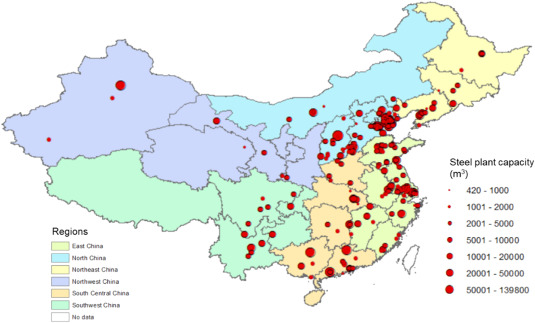 Steel plant capacity
(m³)
420 - 1000
1001 - 2000
2001 - 5000
5001 - 10000
10001 - 20000
20001 - 50000
50001 - 139800
Regions
East China
North China
Northeast China
Northwest China
South Central China
Southwest China
No data